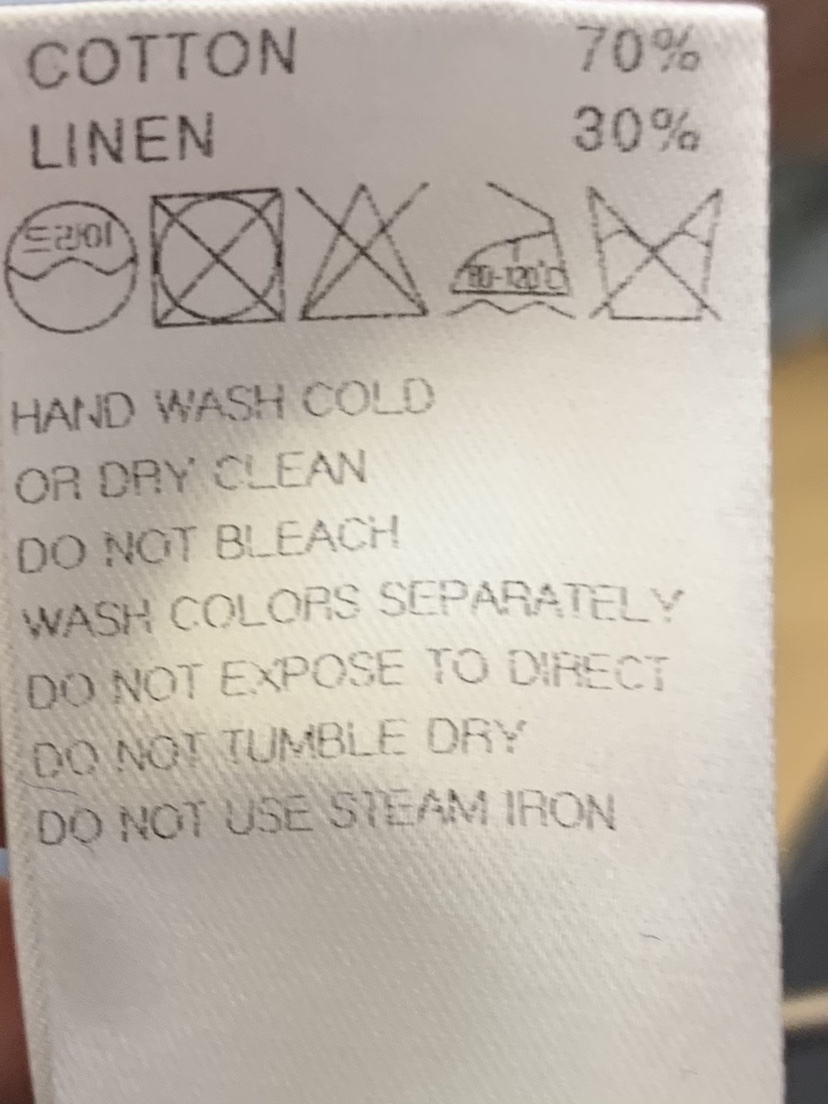 COTTON 70%
LINEN 30%
드라이 80-120℃
HAND WASH COLD
OR DRY CLEAN
DO NOT BLEACH
WASH COLORS SEPARATELY
DO NOT EXPOSE TO DIRECT
DO NOT TUMBLE DRY
DO NOT USE STEAM IRON